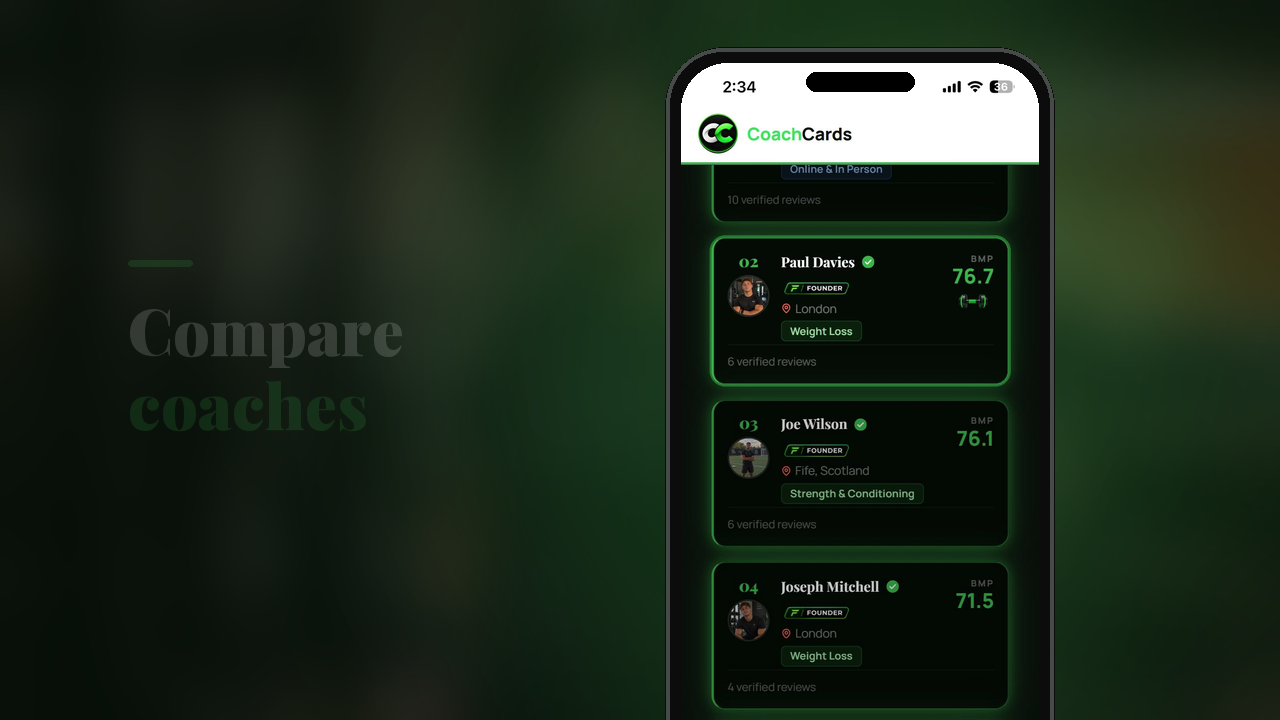 Compare
coaches
2:34
36
CC
CoachCards
Online & In Person
10 verified reviews
02
Paul Davies
FOUNDER
London
Weight Loss
BMP
76.7
6 verified reviews
03
Joe Wilson
FOUNDER
Fife, Scotland
Strength & Conditioning
BMP
76.1
6 verified reviews
04
Joseph Mitchell
FOUNDER
London
Weight Loss
BMP
71.5
4 verified reviews